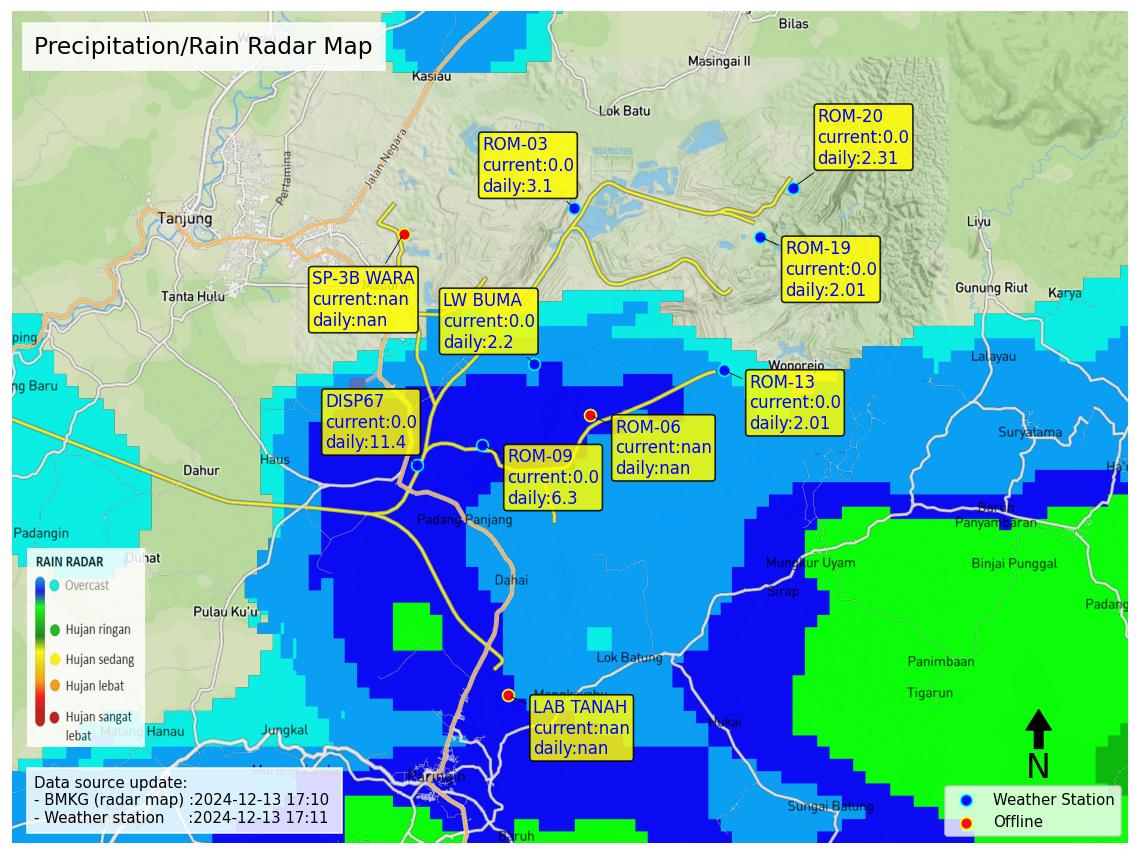 Precipitation/Rain Radar Map
Bilas
Masingai II
Kasiau
Lok Batu
Jalan Negara
Pertamina
Tanjung
Tanta Hulu
Liyu
Gunung Riut
Karya
ROM-20
current:0.0
daily:2.31
ROM-03
current:0.0
daily:3.1
ROM-19
current:0.0
daily:2.01
SP-3B WARA
current:nan
daily:nan
LW BUMA
current:0.0
daily:2.2
Wonorejo
Lalayau
ROM-13
current:0.0
daily:2.01
DISP67
current:0.0
daily:11.4
ROM-06
current:nan
daily:nan
ROM-09
current:0.0
daily:6.3
ping
ng Baru
Suryatama
Haus
Dahur
Padangin
Duhat
Padang Panjang
Dahai
Baruh
Panyambaran
Mungkur Uyam
Binjai Punggal
Sirap
Padang
Pulau Ku'u
Lok Batung
Panimbaan
Tigarun
Mangkayahu
LAB TANAH
current:nan
daily:nan
Mukai
Jungkal
Matang Hanau
Paringin
Sungai Batung
Baruh
RAIN RADAR
Overcast
Hujan ringan
Hujan sedang
Hujan lebat
Hujan sangat
lebat
Data source update:
- BMKG (radar map) :2024-12-13 17:10
- Weather station :2024-12-13 17:11
N
Weather Station
Offline